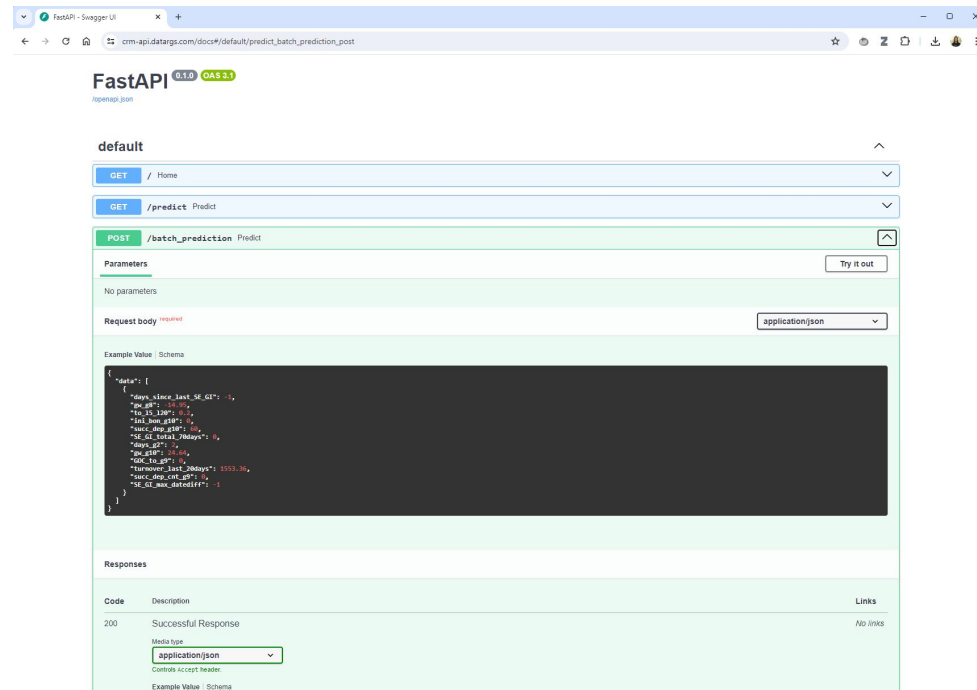 FastAPI - Swagger UI
crm-api.datargs.com/docs#/default/predict_batch_prediction_post
FastAPI 0.1.0 OAS 3.1
/openapi.json
default
GET / Home
GET /predict Predict
POST /batch_prediction Predict
Parameters
Try it out
No parameters
Request body required
application/json
Example Value | Schema
{
"data": [
{
"days_since_last_SE_GI": -1,
"gw_g8": -14.95,
"to_l5_l20": 0.2,
"ini_bon_g10": 0,
"succ_dep_g10": 60,
"SE_GI_total_70days": 0,
"days_g2": 2,
"gw_g10": 24.64,
"GOC_to_g9": 0,
"turnover_last_20days": 1553.36,
"succ_dep_cnt_g9": 0,
"SE_GI_max_datediff": -1
}
]
}
Responses
Code Description Links
200 Successful Response No links
Media type
application/json
Controls Accept header.
Example Value | Schema